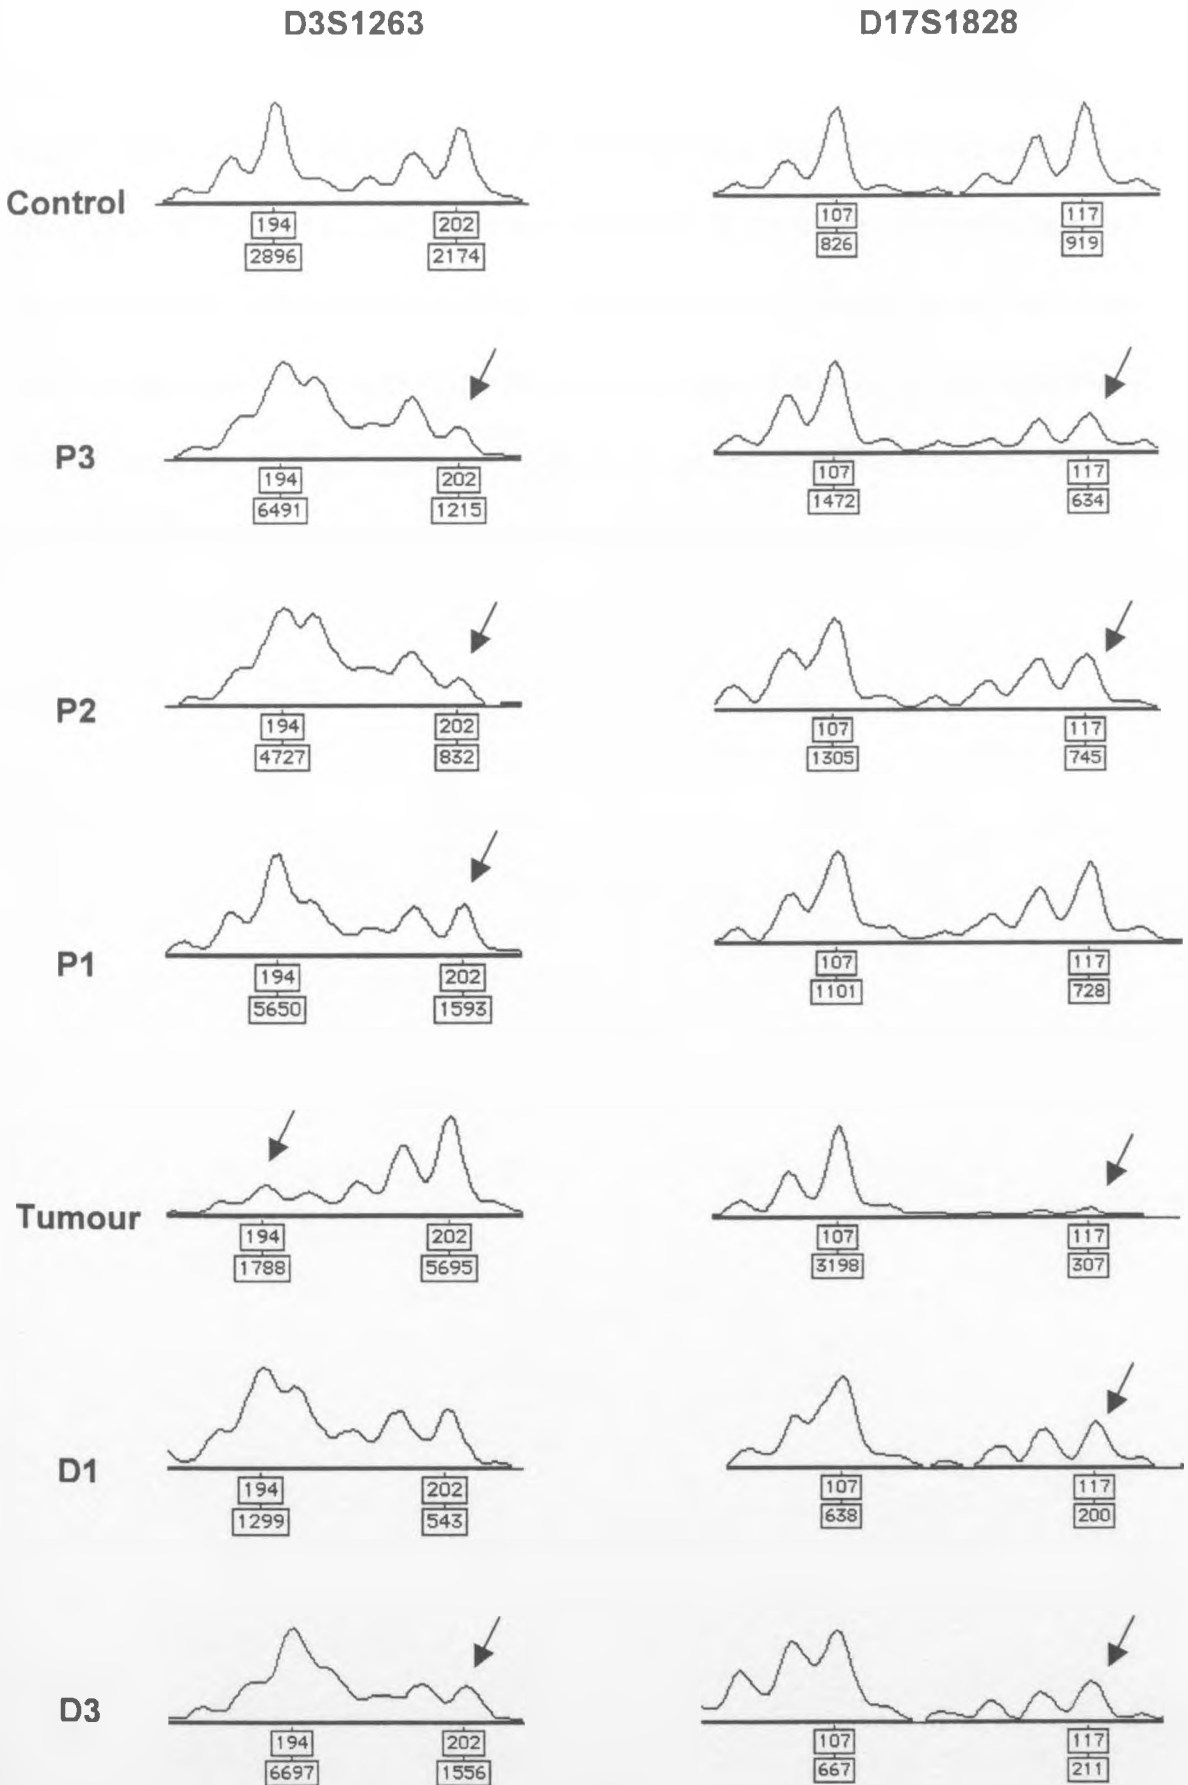 D3S1263 D17S1828
Control
194 202 107 117
2896 2174 826 919
P3
194 202 107 117
6491 1215 1472 634
P2
194 202 107 117
4727 832 1305 745
P1
194 202 107 117
5650 1593 1101 728
Tumour
194 202 107 117
1788 5695 3198 307
D1
194 202 107 117
1299 543 638 200
D3
194 202 107 117
6697 1556 667 211